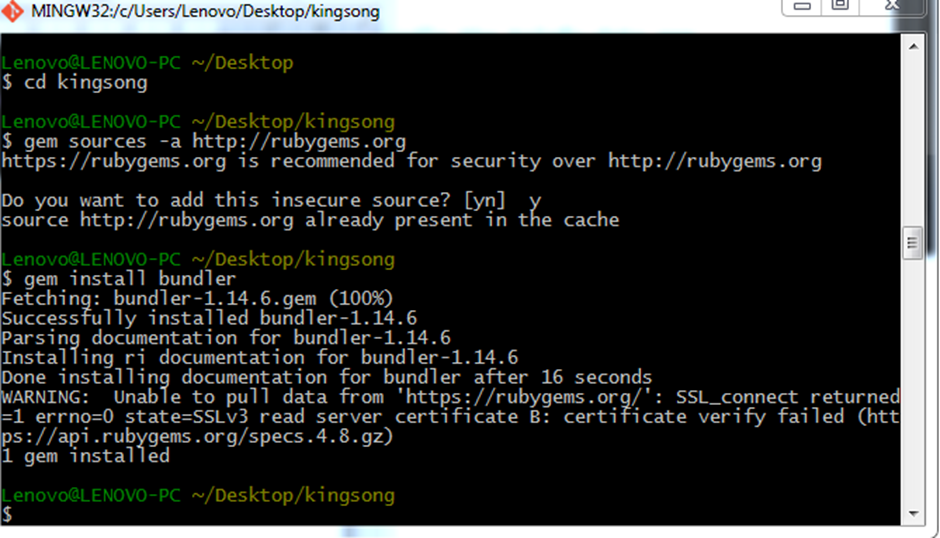 MINGW32:/c/Users/Lenovo/Desktop/kingsong
Lenovo@LENOVO-PC ~/Desktop
$ cd kingsong
Lenovo@LENOVO-PC ~/Desktop/kingsong
$ gem sources -a http://rubygems.org
https://rubygems.org is recommended for security over http://rubygems.org
Do you want to add this insecure source? [yn]  y
source http://rubygems.org already present in the cache
Lenovo@LENOVO-PC ~/Desktop/kingsong
$ gem install bundler
Fetching: bundler-1.14.6.gem (100%)
Successfully installed bundler-1.14.6
Parsing documentation for bundler-1.14.6
Installing ri documentation for bundler-1.14.6
Done installing documentation for bundler after 16 seconds
WARNING:  Unable to pull data from 'https://rubygems.org/': SSL_connect returned
=1 errno=0 state=SSLv3 read server certificate B: certificate verify failed (htt
ps://api.rubygems.org/specs.4.8.gz)
1 gem installed
Lenovo@LENOVO-PC ~/Desktop/kingsong
$